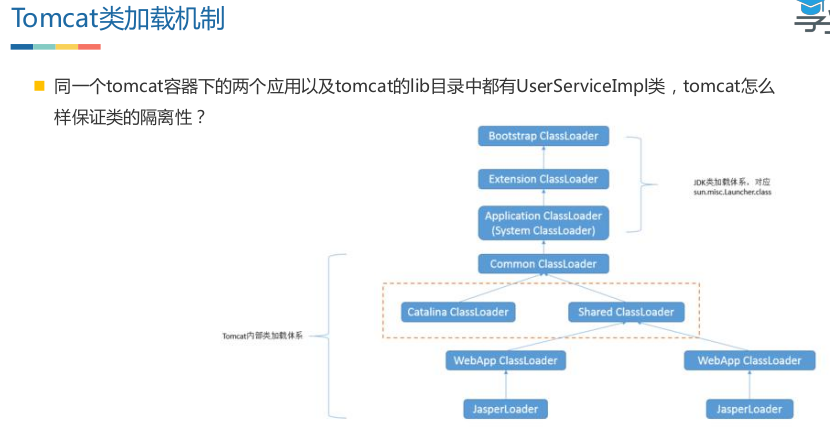 Tomcat类加载机制
同一个tomcat容器下的两个应用以及tomcat的lib目录中都有UserServiceImpl类，tomcat怎么
样保证类的隔离性？
Bootstrap ClassLoader
Extension ClassLoader
JDK类加载体系，对应
sun.misc.Launcher.class
Application ClassLoader
(System ClassLoader)
Common ClassLoader
Catalina ClassLoader
Shared ClassLoader
Tomcat内部类加载体系
WebApp ClassLoader
WebApp ClassLoader
JasperLoader
JasperLoader